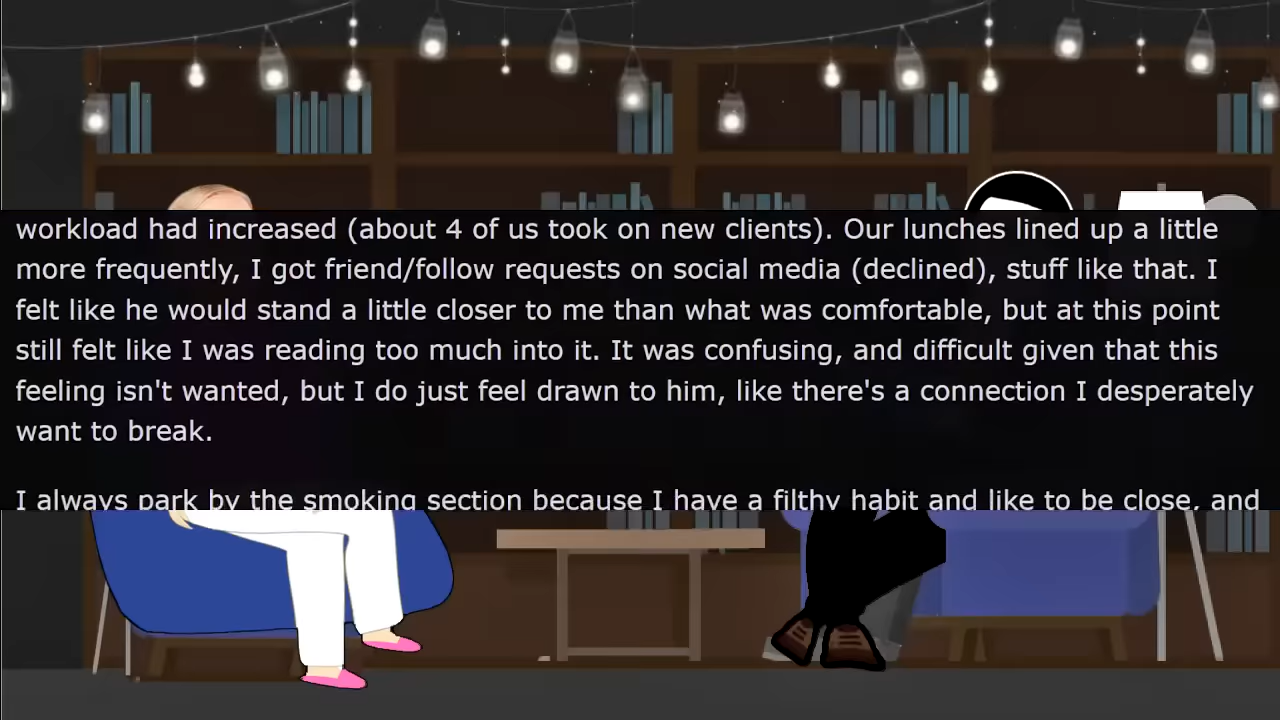 workload had increased (about 4 of us took on new clients). Our lunches lined up a little
more frequently, I got friend/follow requests on social media (declined), stuff like that. I
felt like he would stand a little closer to me than what was comfortable, but at this point
still felt like I was reading too much into it. It was confusing, and difficult given that this
feeling isn't wanted, but I do just feel drawn to him, like there's a connection I desperately
want to break.
I always park by the smoking section because I have a filthy habit and like to be close, and